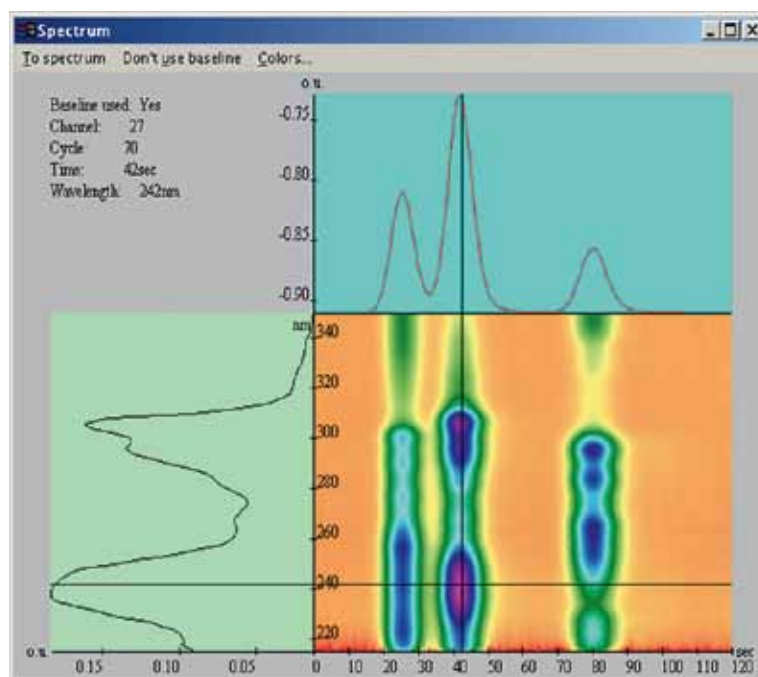 Spectrum
To spectrum Don't use baseline Colors...
Baseline used: Yes
Channel: 27
Cycle 70
Time: 42sec
Wavelength: 242nm
o.u.
-0.75
-0.80
-0.85
-0.90
nm
340
320
300
280
260
240
220
o.u.
0.15 0.10 0.05
0 10 20 30 40 50 60 70 80 90 100 110 120
sec